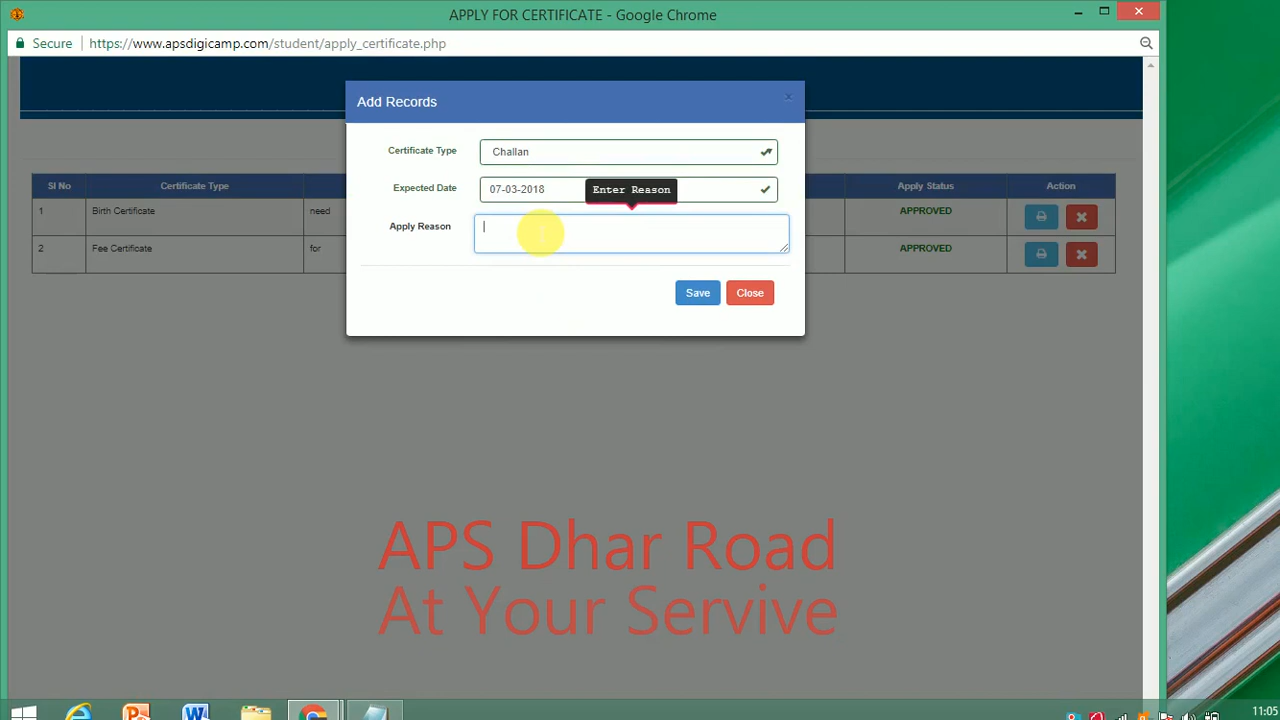 APPLY FOR CERTIFICATE - Google Chrome
Secure https://www.apsdigicamp.com/student/apply_certificate.php
Add Records
Certificate Type Challan
Expected Date 07-03-2018
Enter Reason
Apply Reason
Save Close
Sl No Certificate Type Apply Status Action
1 Birth Certificate need APPROVED
2 Fee Certificate for APPROVED
APS Dhar Road
At Your Servive
11:05